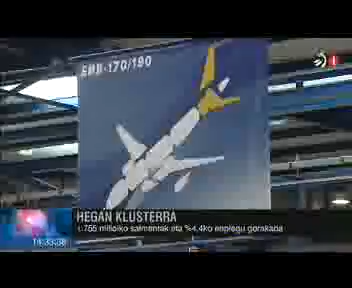 EMB-170/190
HEGAN KLUSTERRA
1.755 milioiko salmentak eta %4,4ko enplegu gorakada
14:33:38